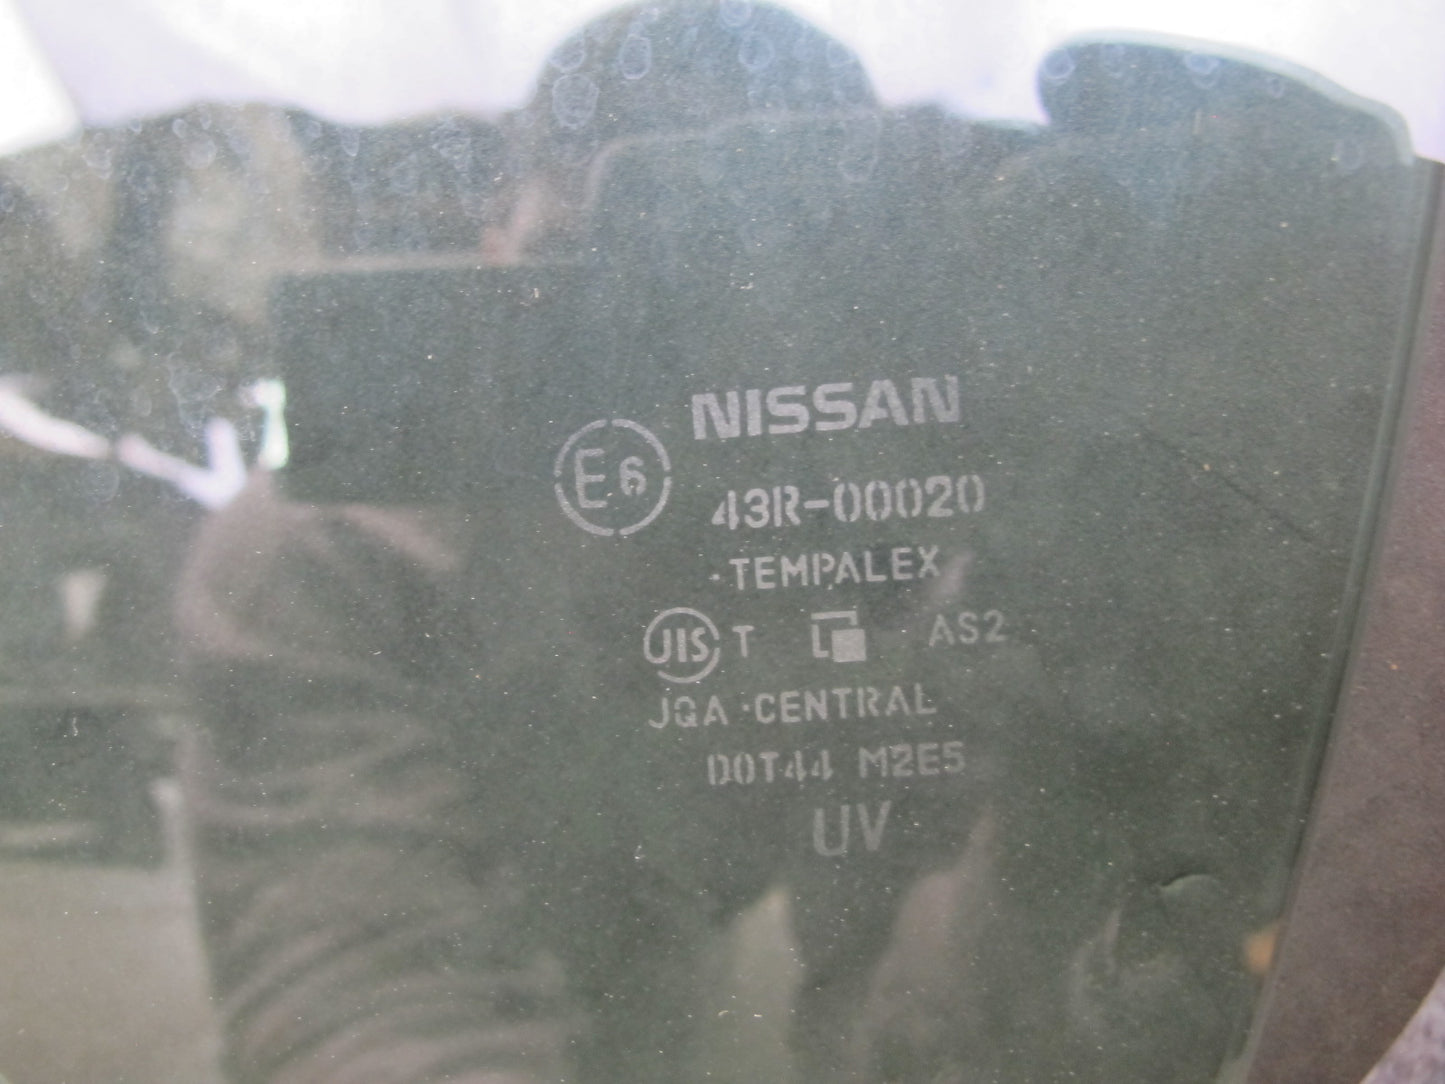 NISSAN
E6 43R-00020
·TEMPALEX
JIS T AS2
JQA ·CENTRAL
DOT44 M2E5
UV